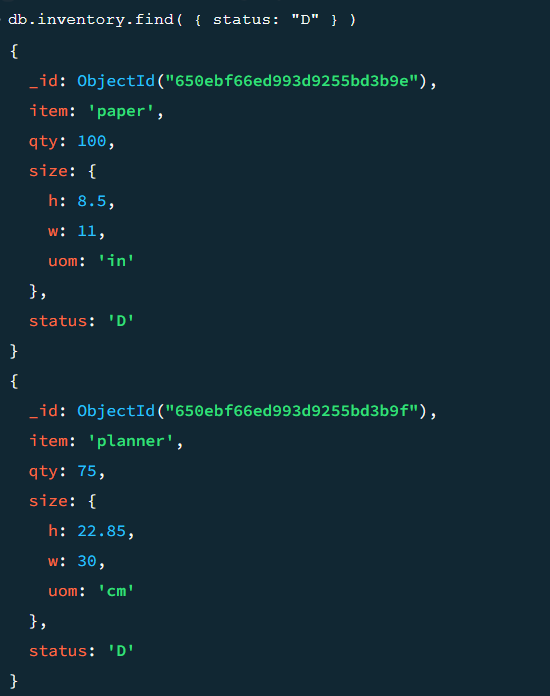 db.inventory.find( { status: "D" } )
{
  _id: ObjectId("650ebf66ed993d9255bd3b9e"),
  item: 'paper',
  qty: 100,
  size: {
    h: 8.5,
    w: 11,
    uom: 'in'
  },
  status: 'D'
}
{
  _id: ObjectId("650ebf66ed993d9255bd3b9f"),
  item: 'planner',
  qty: 75,
  size: {
    h: 22.85,
    w: 30,
    uom: 'cm'
  },
  status: 'D'
}